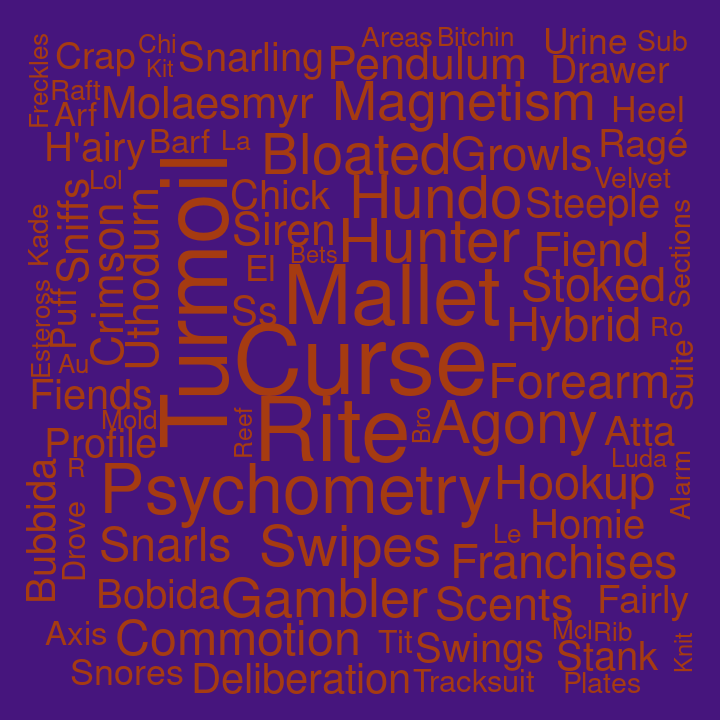 Freckles
Crap
Chi
Kit
Snarling
Areas
Bitchin
Pendulum
Urine
Sub
Drawer
Raft
Arf
Molaesmyr
Magnetism
Heel
H'airy
Barf
La
Bloated
Growls
Ragé
Lol
Velvet
Sniffs
Turmoil
Chick
Hundo
Steeple
Kade
Crimson
Uthodurn
Siren
Bets
Hunter
Fiend
Sections
El
Mallet
Stoked
Esteross
Puff
Ss
Hybrid
Ro
Au
Curse
Forearm
Suite
Fiends
Mold
Profile
Reef
Rite
Bro
Agony
Atta
R
Luda
Psychometry
Hookup
Alarm
Bubbida
Drove
Snarls
Swipes
Le
Homie
Franchises
Bobida
Gambler
Scents
Fairly
Axis
Commotion
Tit
Swings
Mcl
Rib
Stank
Knit
Snores
Deliberation
Tracksuit
Plates